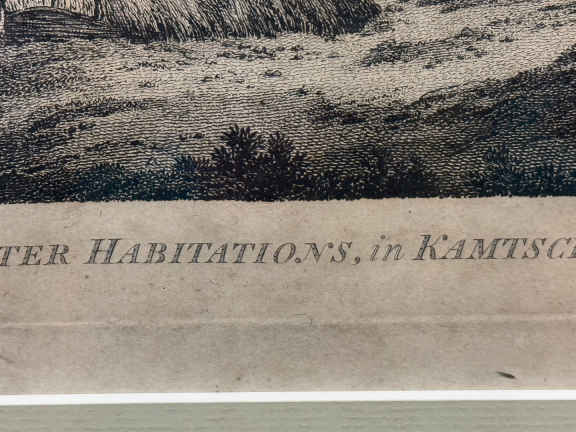 TER HABITATIONS, in KAMTSC